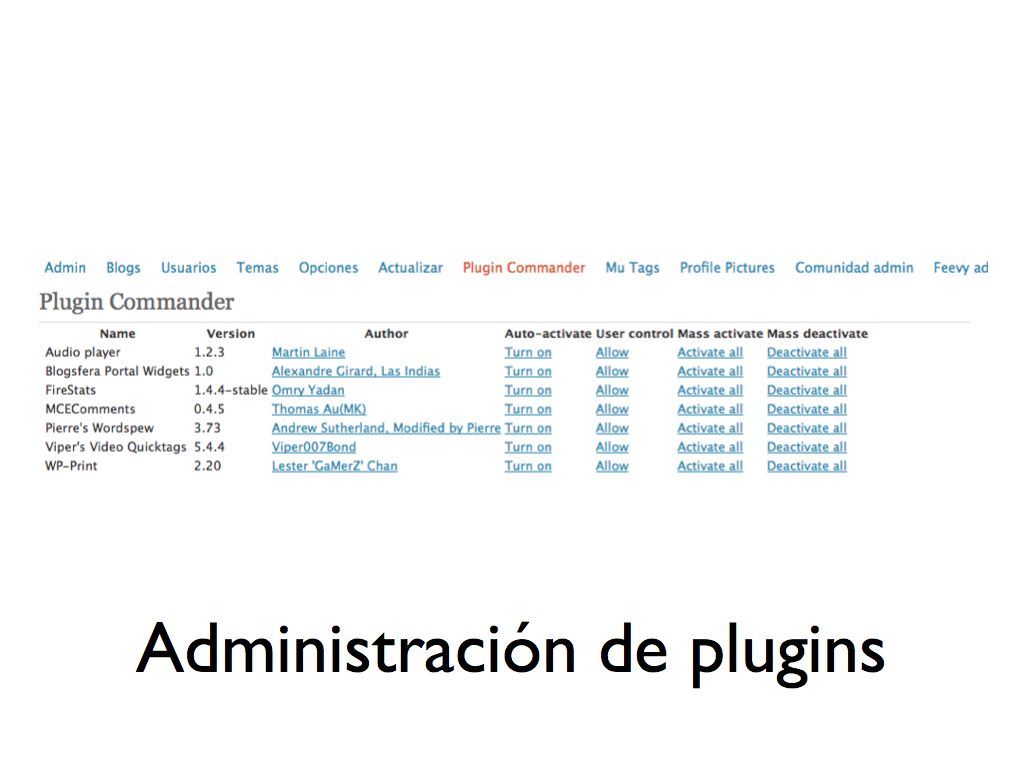 Admin Blogs Usuarios Temas Opciones Actualizar Plugin Commander Mu Tags Profile Pictures Comunidad admin Feevy ad
Plugin Commander
Name Version Author Auto-activate User control Mass activate Mass deactivate
Audio player 1.2.3 Martin Laine Turn on Allow Activate all Deactivate all
Blogsfera Portal Widgets 1.0 Alexandre Girard, Las Indias Turn on Allow Activate all Deactivate all
FireStats 1.4.4-stable Omry Yadan Turn on Allow Activate all Deactivate all
MCEComments 0.4.5 Thomas Au(MK) Turn on Allow Activate all Deactivate all
Pierre's Wordspew 3.73 Andrew Sutherland, Modified by Pierre Turn on Allow Activate all Deactivate all
Viper's Video Quicktags 5.4.4 Viper007Bond Turn on Allow Activate all Deactivate all
WP-Print 2.20 Lester 'GaMerZ' Chan Turn on Allow Activate all Deactivate all
Administración de plugins